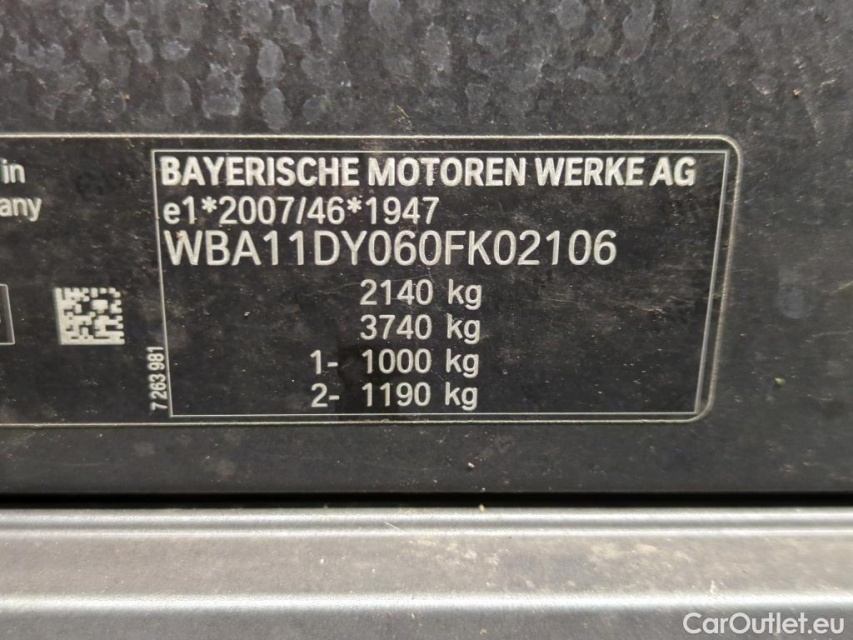 in
any
BAYERISCHE MOTOREN WERKE AG
e1*2007/46*1947
WBA11DY060FK02106
2140 kg
3740 kg
1- 1000 kg
2- 1190 kg
7 263 981
CarOutlet.eu